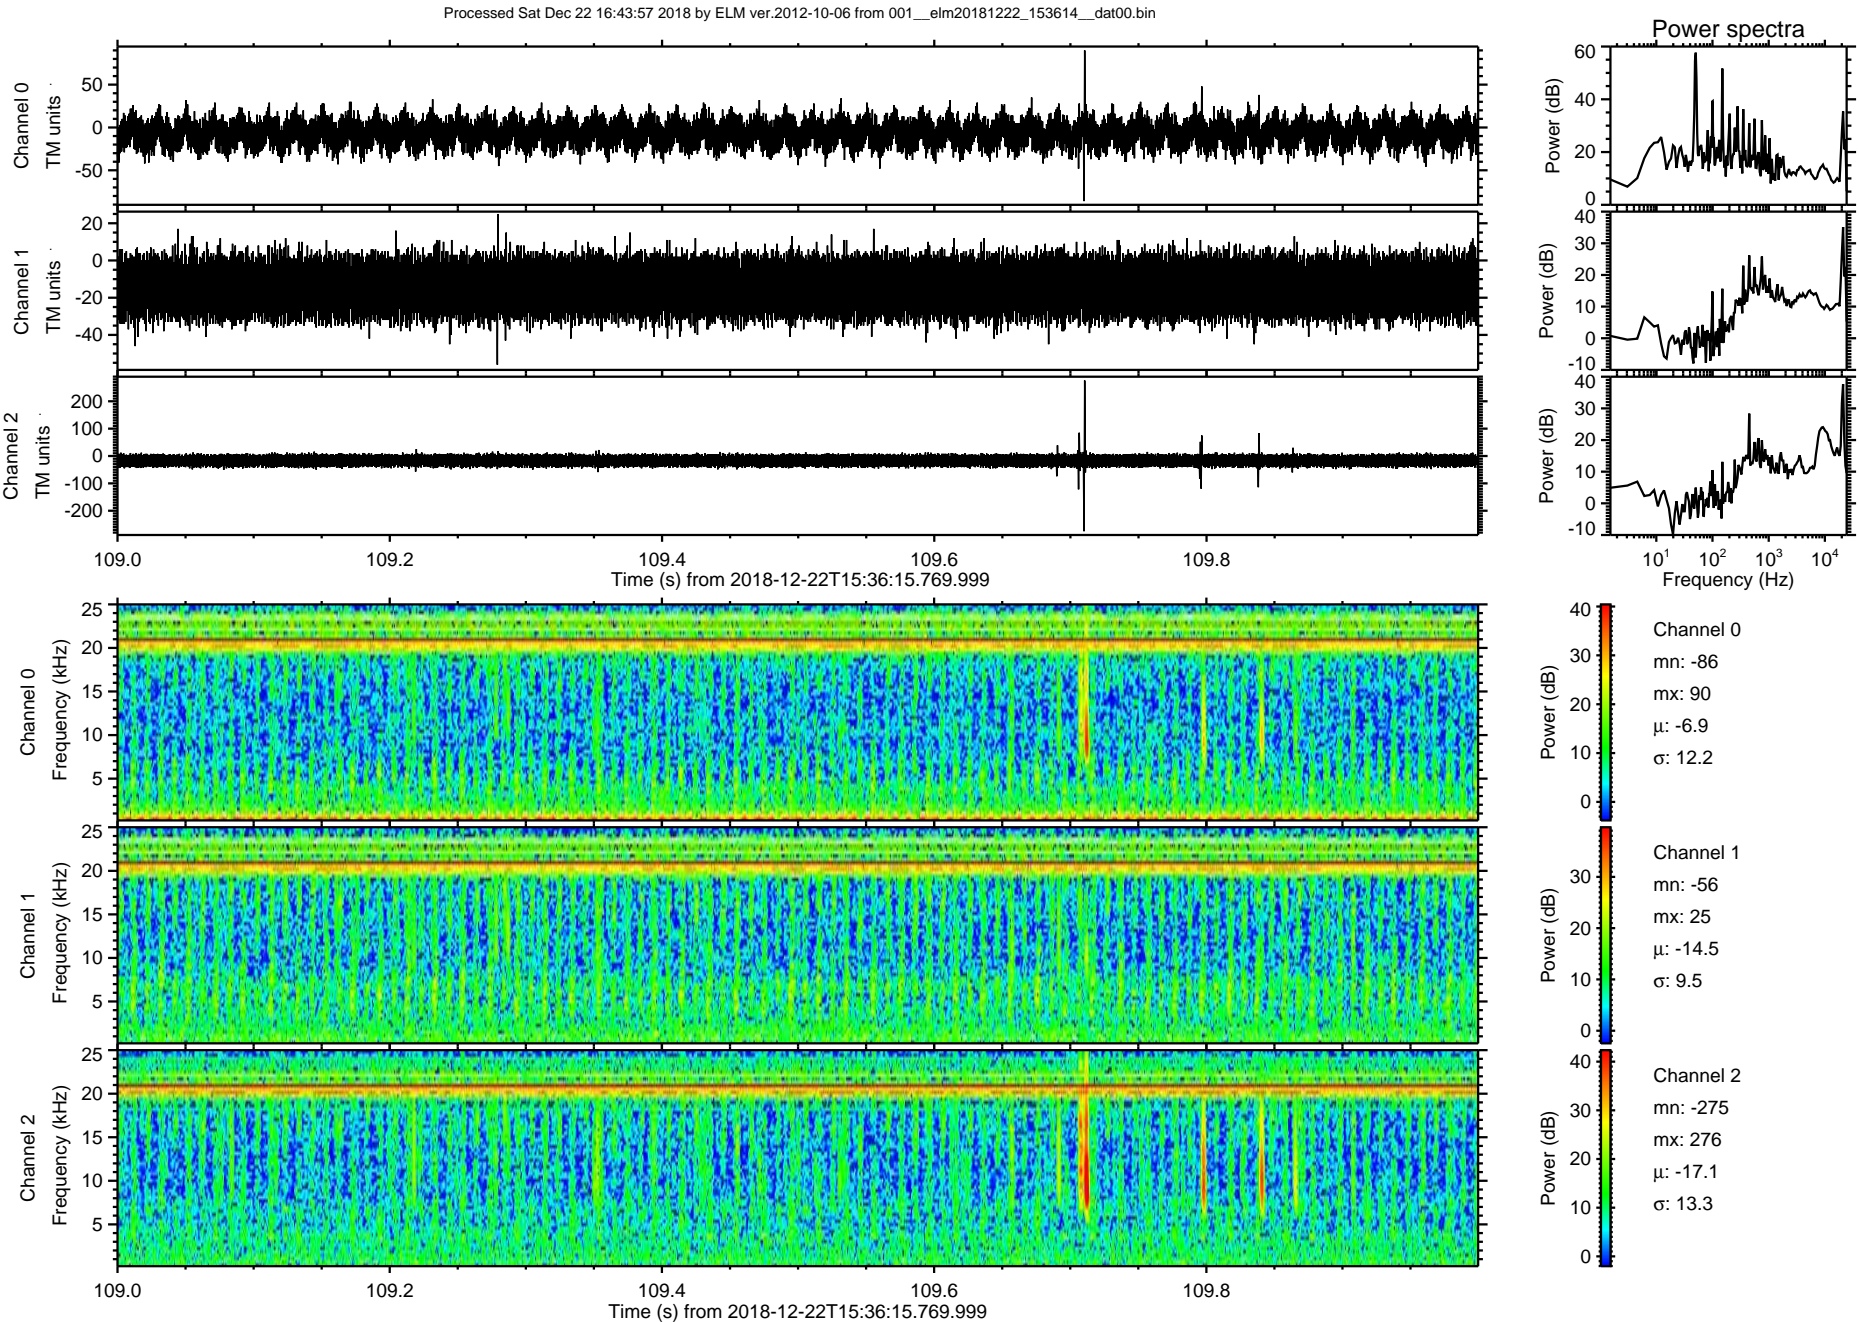 Processed Sat Dec 22 16:43:57 2018 by ELM ver.2012-10-06 from 001__elm20181222_153614__dat00.bin
Power spectra
Channel 0
TM units
50
0
-50
Power (dB)
60
40
20
0
Channel 1
TM units
20
0
-20
-40
Power (dB)
40
30
20
10
0
-10
Channel 2
TM units
200
100
0
-100
-200
Power (dB)
40
30
20
10
0
-10
109.0 109.2 109.4 109.6 109.8
Time (s) from 2018-12-22T15:36:15.769.999
10^1 10^2 10^3 10^4
Frequency (Hz)
Channel 0
Frequency (kHz)
25
20
15
10
5
Power (dB)
40
30
20
10
0
Channel 0
mn: -86
mx: 90
μ: -6.9
σ: 12.2
Channel 1
Frequency (kHz)
25
20
15
10
5
Power (dB)
30
20
10
0
Channel 1
mn: -56
mx: 25
μ: -14.5
σ: 9.5
Channel 2
Frequency (kHz)
25
20
15
10
5
Power (dB)
40
30
20
10
0
Channel 2
mn: -275
mx: 276
μ: -17.1
σ: 13.3
109.0 109.2 109.4 109.6 109.8
Time (s) from 2018-12-22T15:36:15.769.999